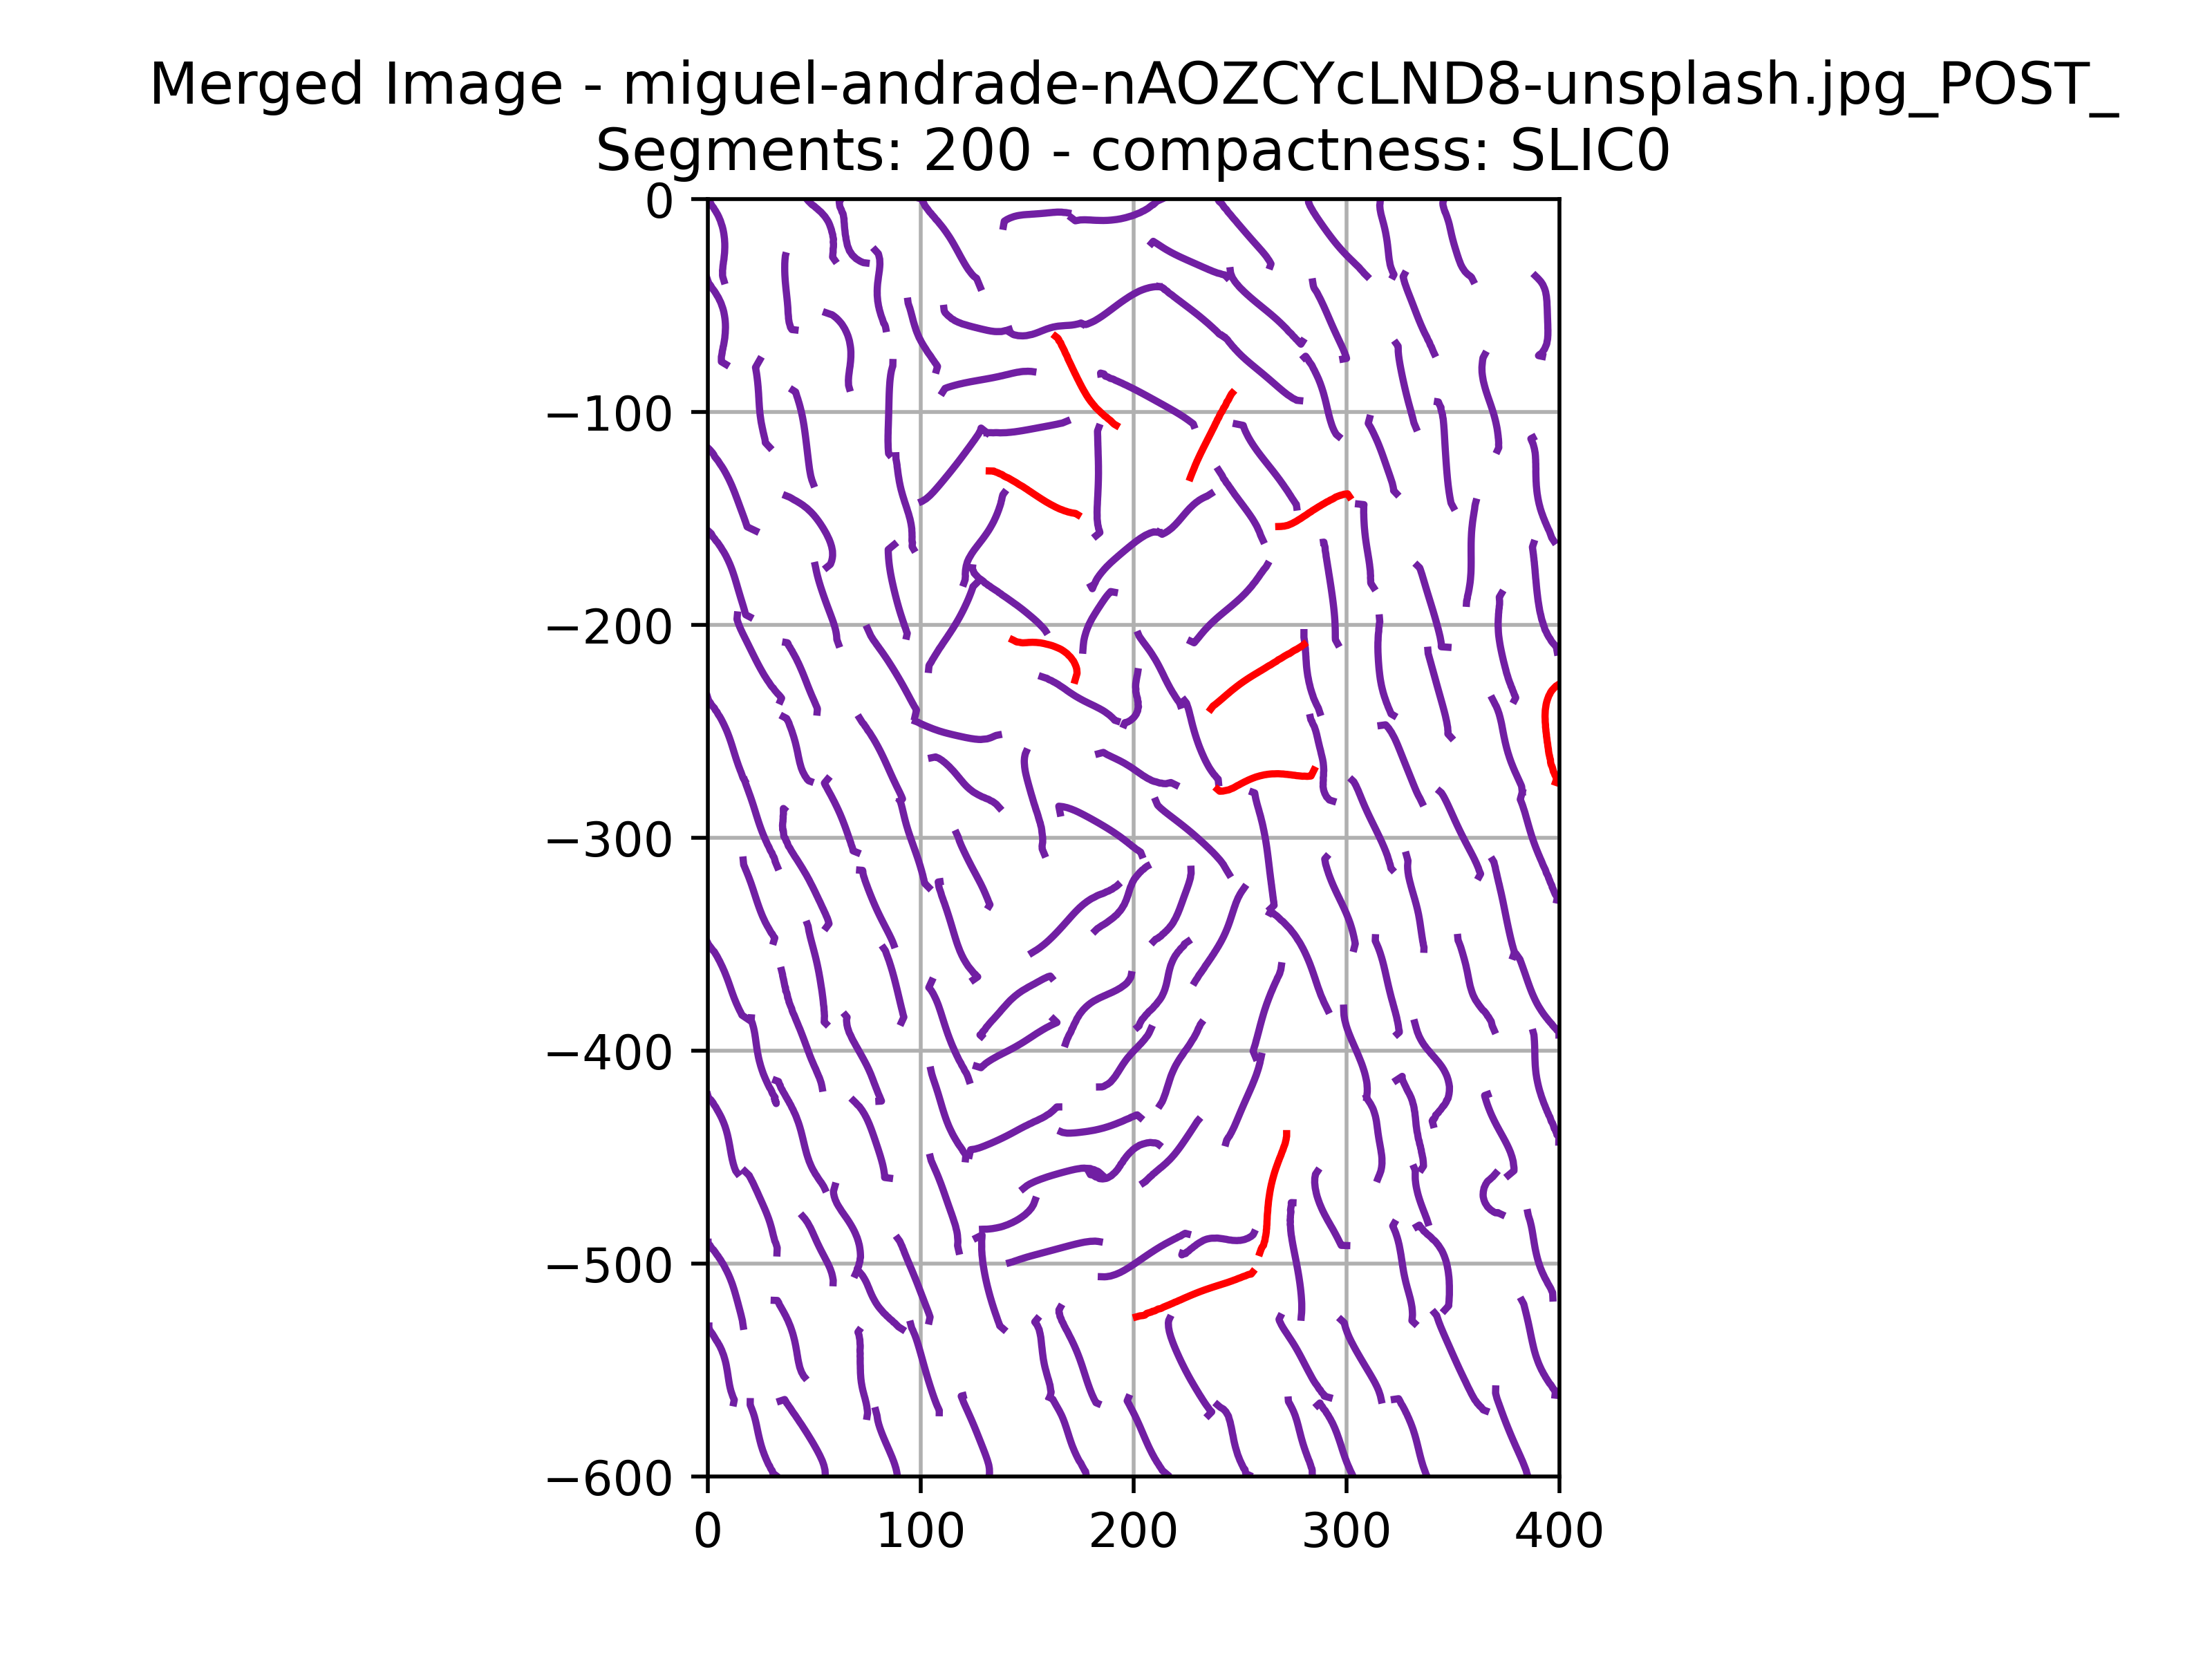 Merged Image - miguel-andrade-nAOZCYcLND8-unsplash.jpg_POST_
Segments: 200 - compactness: SLIC0
0
−100
−200
−300
−400
−500
−600
0 100 200 300 400